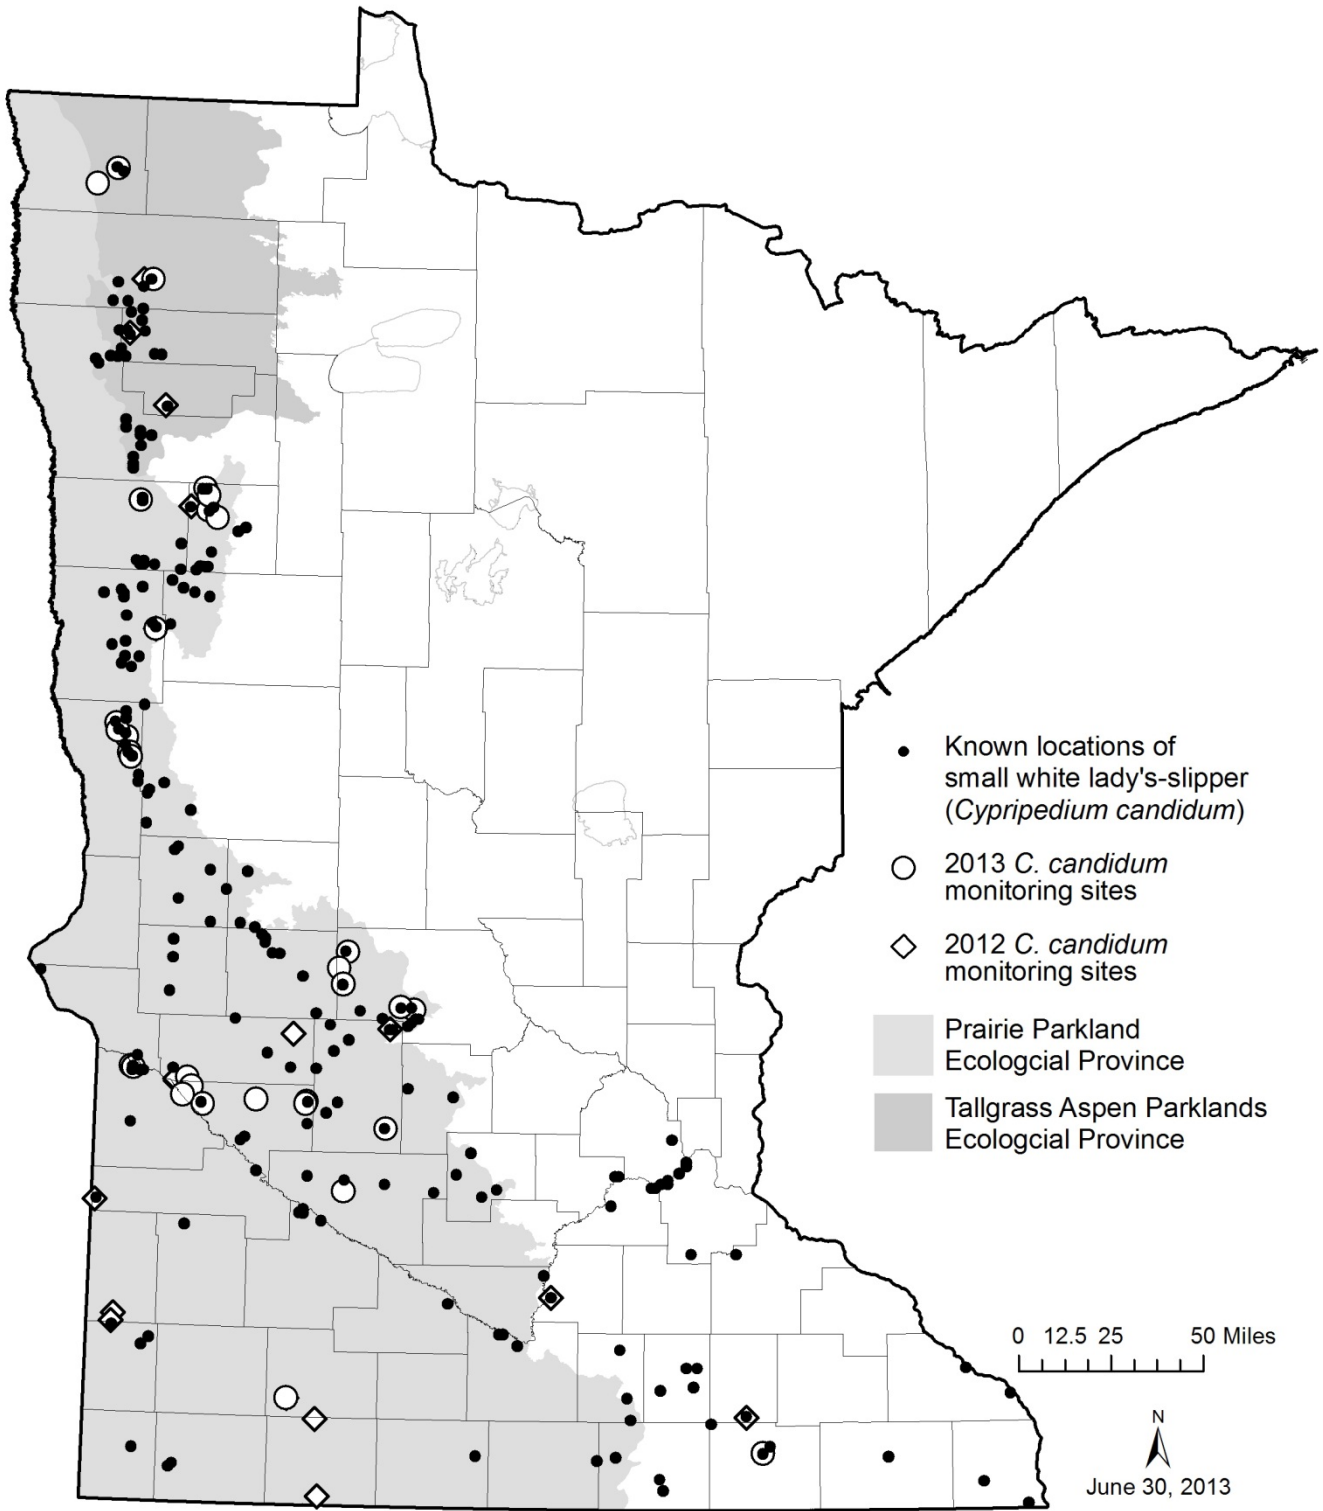 Known locations of
small white lady's-slipper
(Cypripedium candidum)
2013 C. candidum
monitoring sites
2012 C. candidum
monitoring sites
Prairie Parkland
Ecologcial Province
Tallgrass Aspen Parklands
Ecologcial Province
0 12.5 25 50 Miles
N
June 30, 2013